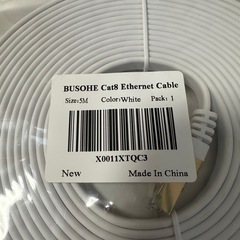 BUSOHE Cat8 Ethernet Cable
Size:5M Color:White Pack: 1
X0011XTQC3
New Made In China